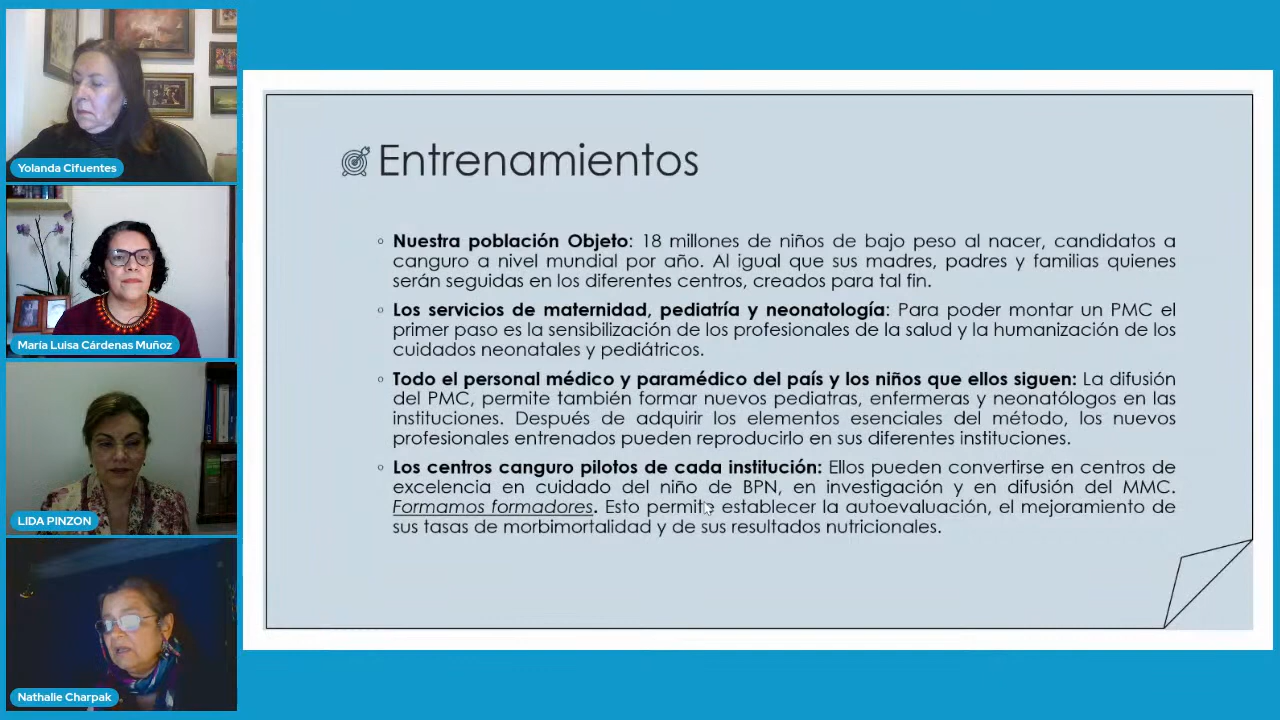 Yolanda Cifuentes
María Luisa Cárdenas Muñoz
LIDA PINZON
Nathalie Charpak
Entrenamientos
◦ Nuestra población Objeto: 18 millones de niños de bajo peso al nacer, candidatos a
canguro a nivel mundial por año. Al igual que sus madres, padres y familias quienes
serán seguidas en los diferentes centros, creados para tal fin.
◦ Los servicios de maternidad, pediatría y neonatología: Para poder montar un PMC el
primer paso es la sensibilización de los profesionales de la salud y la humanización de los
cuidados neonatales y pediátricos.
◦ Todo el personal médico y paramédico del país y los niños que ellos siguen: La difusión
del PMC, permite también formar nuevos pediatras, enfermeras y neonatólogos en las
instituciones. Después de adquirir los elementos esenciales del método, los nuevos
profesionales entrenados pueden reproducirlo en sus diferentes instituciones.
◦ Los centros canguro pilotos de cada institución: Ellos pueden convertirse en centros de
excelencia en cuidado del niño de BPN, en investigación y en difusión del MMC.
Formamos formadores. Esto permite establecer la autoevaluación, el mejoramiento de
sus tasas de morbimortalidad y de sus resultados nutricionales.